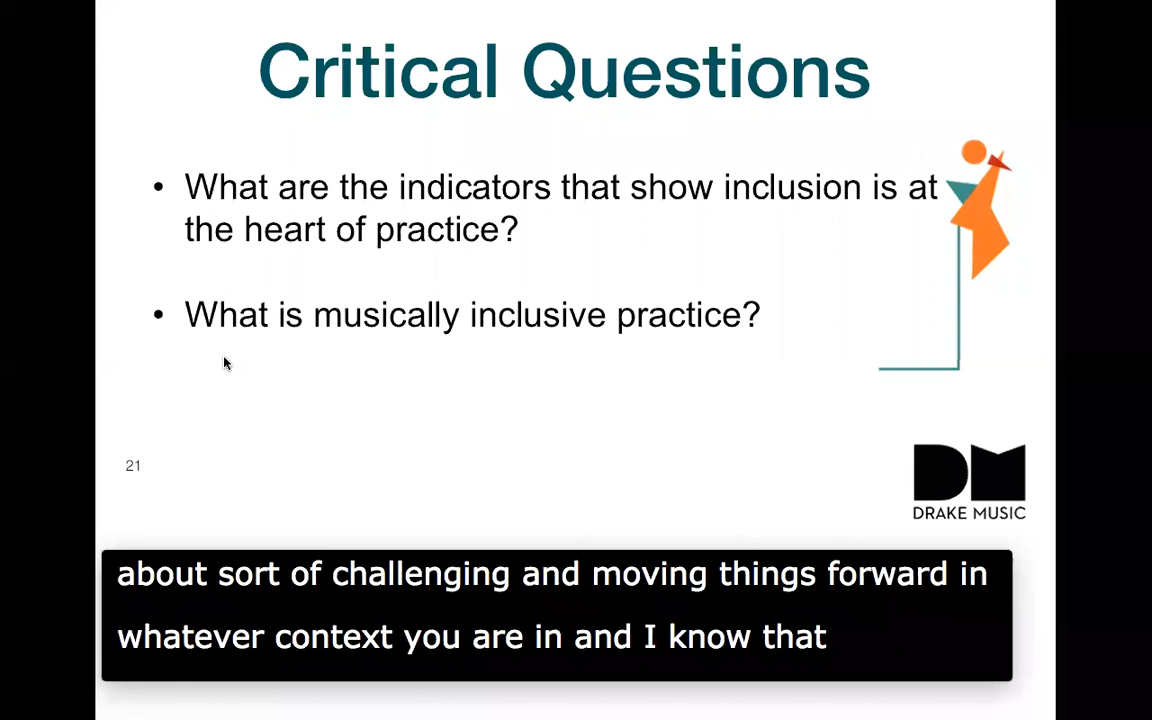 Critical Questions
• What are the indicators that show inclusion is at
the heart of practice?
• What is musically inclusive practice?
21
DM
DRAKE MUSIC
about sort of challenging and moving things forward in
whatever context you are in and I know that